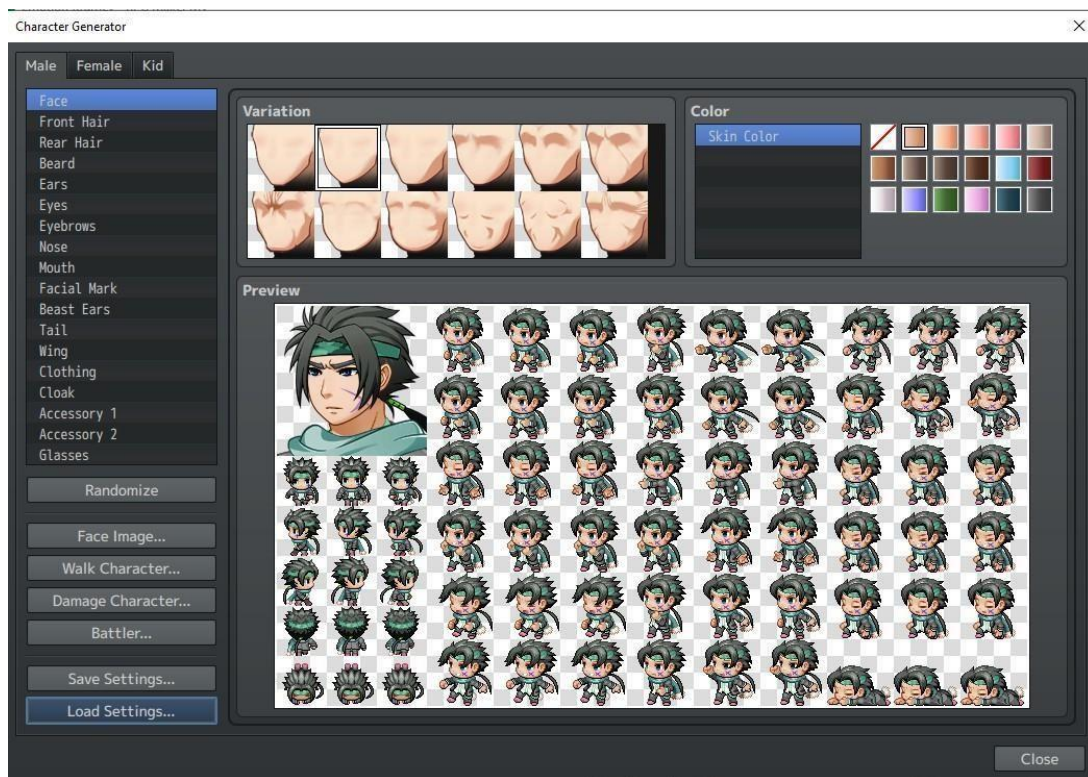 Character Generator
Male Female Kid
Face
Front Hair
Rear Hair
Beard
Ears
Eyes
Eyebrows
Nose
Mouth
Facial Mark
Beast Ears
Tail
Wing
Clothing
Cloak
Accessory 1
Accessory 2
Glasses
Randomize
Face Image...
Walk Character...
Damage Character...
Battler...
Save Settings...
Load Settings...
Variation
Color
Skin Color
Preview
Close